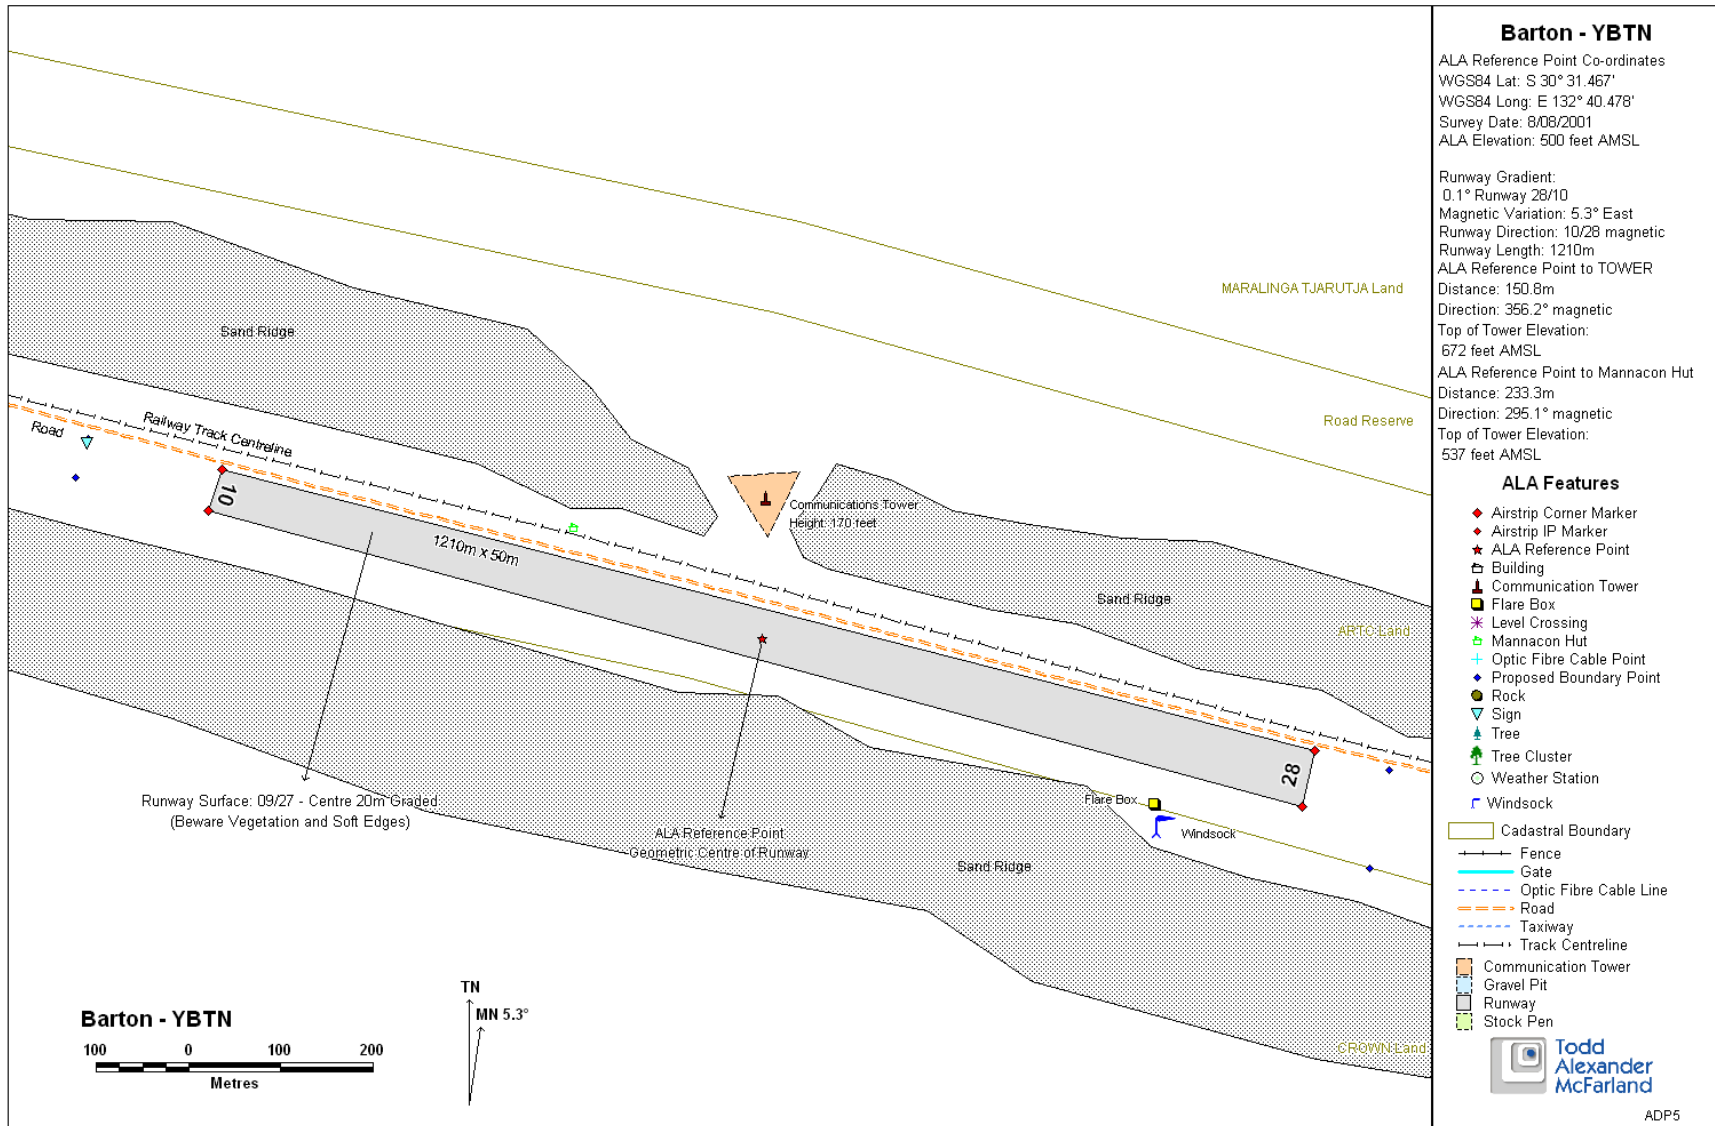 Barton - YBTN
ALA Reference Point Co-ordinates
WGS84 Lat: S 30° 31.467'
WGS84 Long: E 132° 40.478'
Survey Date: 8/08/2001
ALA Elevation: 500 feet AMSL
Runway Gradient:
0.1° Runway 28/10
Magnetic Variation: 5.3° East
Runway Direction: 10/28 magnetic
Runway Length: 1210m
ALA Reference Point to TOWER
Distance: 150.8m
Direction: 356.2° magnetic
Top of Tower Elevation:
672 feet AMSL
ALA Reference Point to Mannacon Hut
Distance: 233.3m
Direction: 295.1° magnetic
Top of Tower Elevation:
537 feet AMSL
ALA Features
Airstrip Corner Marker
Airstrip IP Marker
ALA Reference Point
Building
Communication Tower
Flare Box
Level Crossing
Mannacon Hut
Optic Fibre Cable Point
Proposed Boundary Point
Rock
Sign
Tree
Tree Cluster
Weather Station
Windsock
Cadastral Boundary
Fence
Gate
Optic Fibre Cable Line
Road
Taxiway
Track Centreline
Communication Tower
Gravel Pit
Runway
Stock Pen
Todd
Alexander
McFarland
ADP5
MARALINGA TJARUTJA Land
Sand Ridge
Road Reserve
Road
Railway Track Centreline
10
Communications Tower
Height: 170 feet
1210m x 50m
Sand Ridge
ARTC Land
28
Flare Box
Windsock
Runway Surface: 09/27 - Centre 20m Graded
(Beware Vegetation and Soft Edges)
ALA Reference Point
Geometric Centre of Runway
Sand Ridge
CROWN Land
TN
MN 5.3°
Barton - YBTN
100 0 100 200
Metres